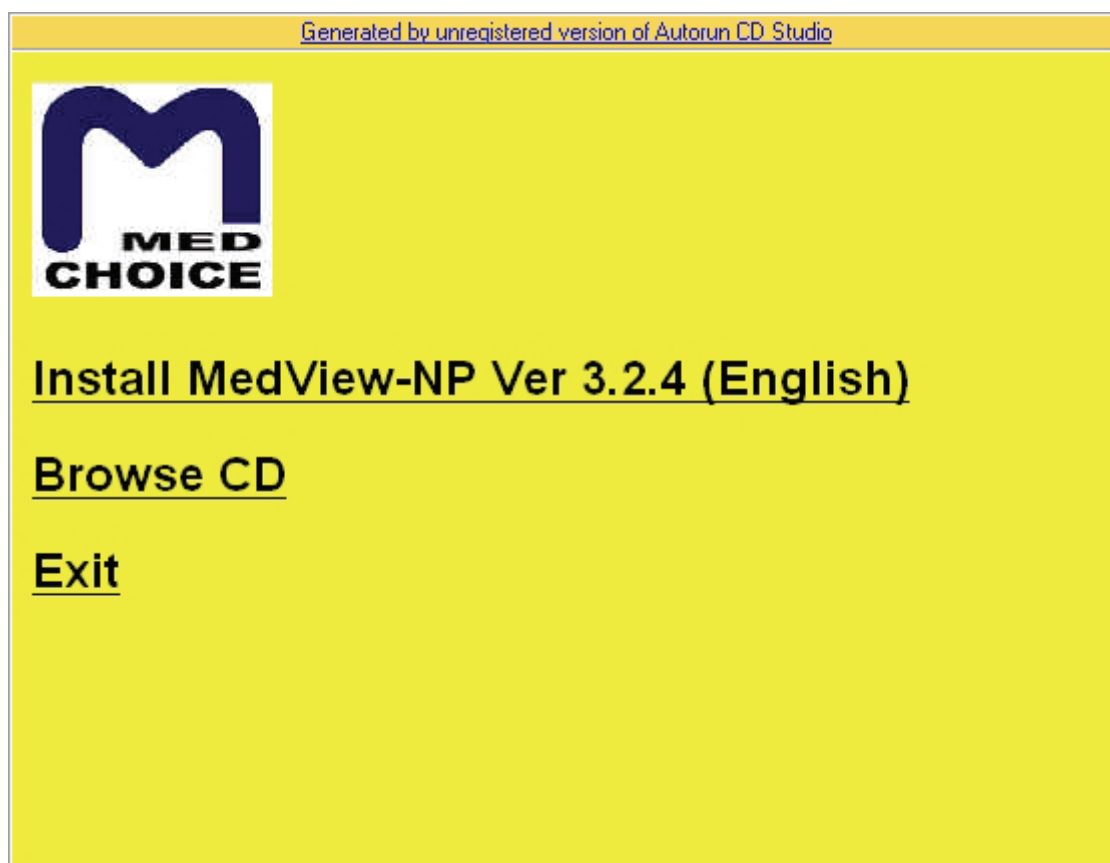 Generated by unregistered version of Autorun CD Studio
MED
CHOICE
Install MedView-NP Ver 3.2.4 (English)
Browse CD
Exit